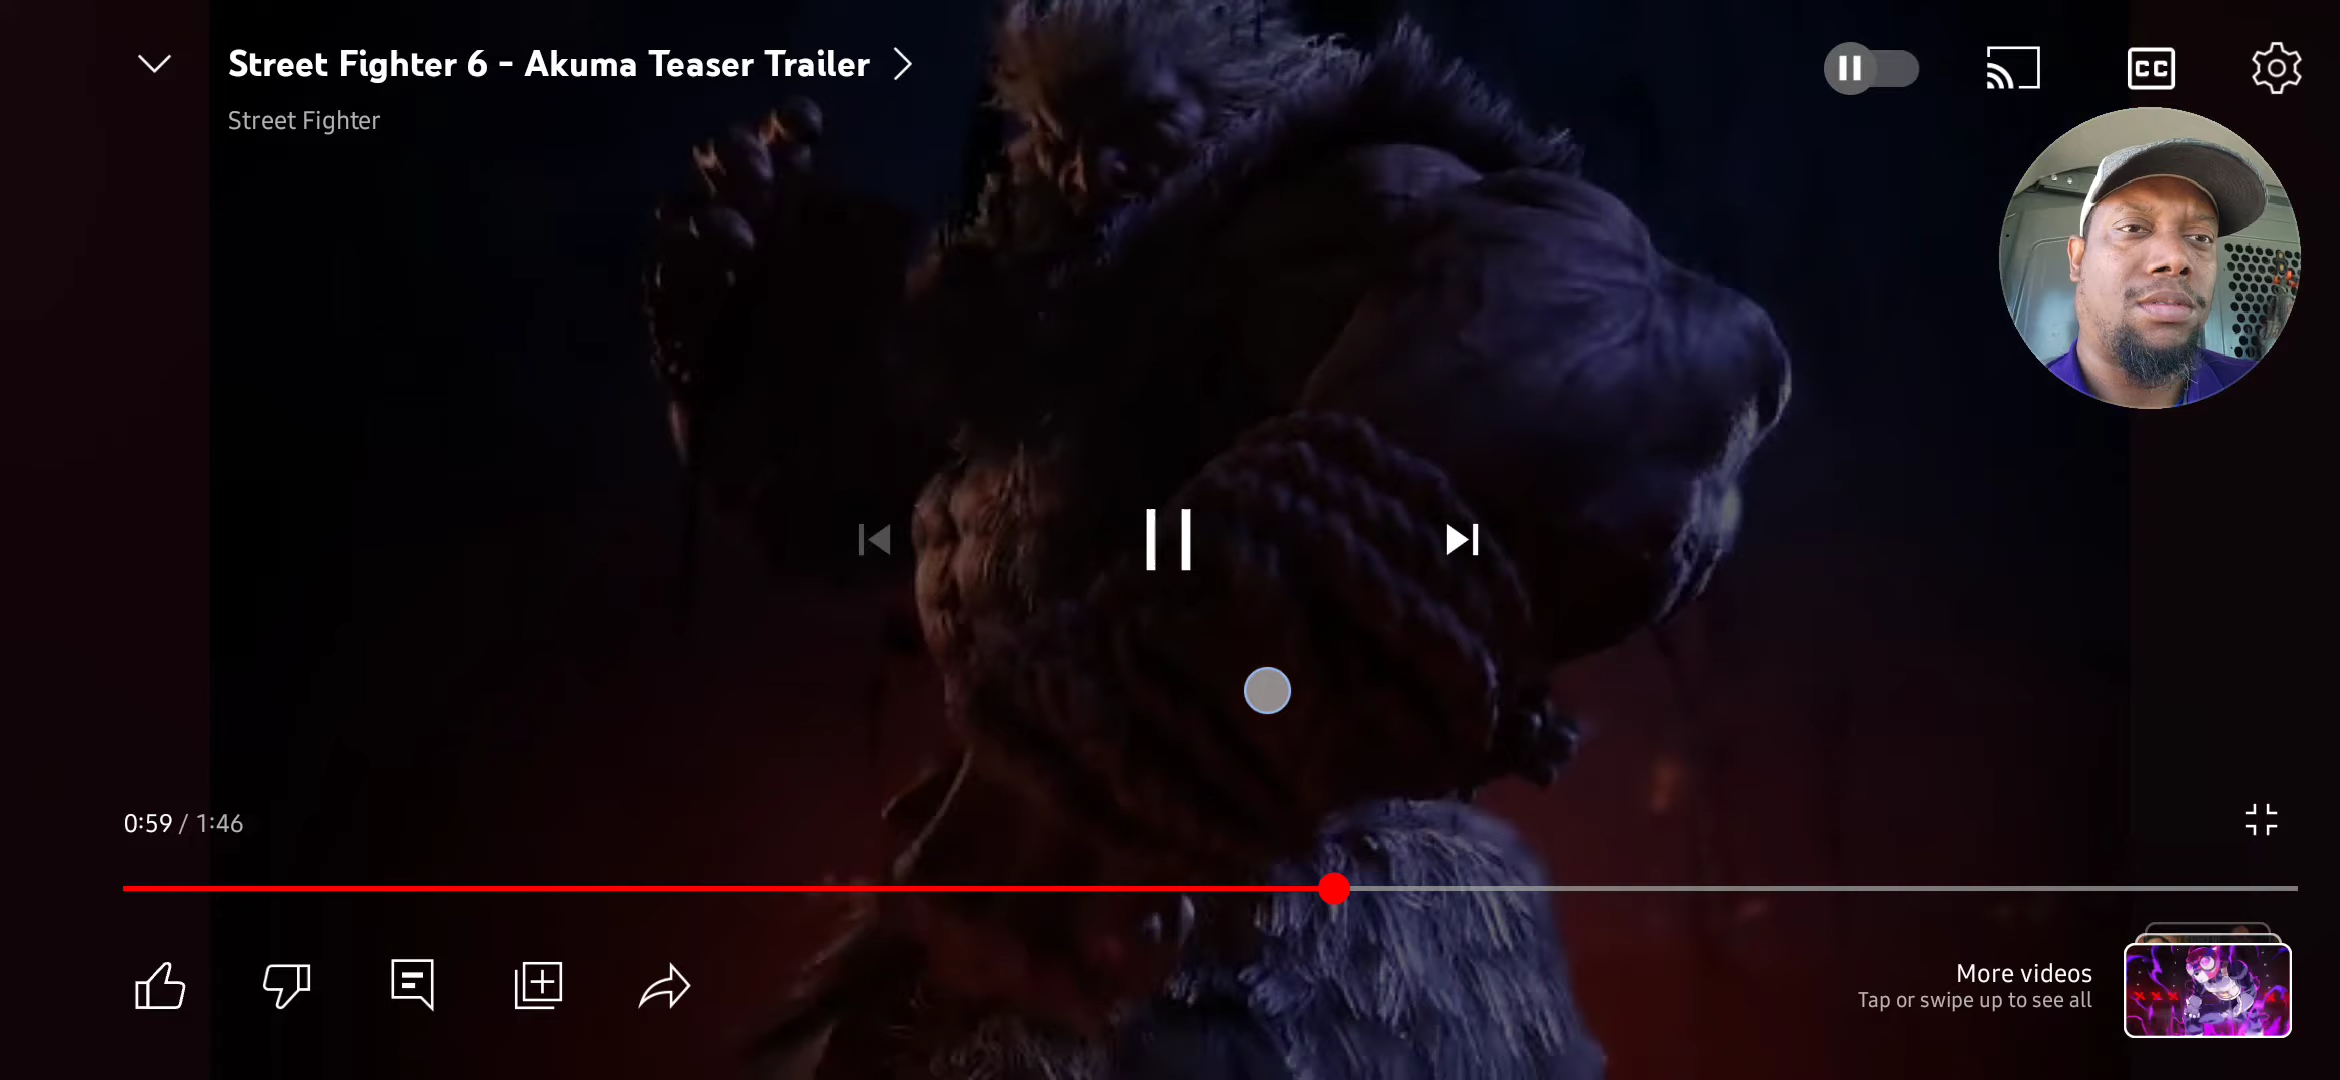 Street Fighter 6 - Akuma Teaser Trailer
Street Fighter
CC
0:59 / 1:46
More videos
Tap or swipe up to see all